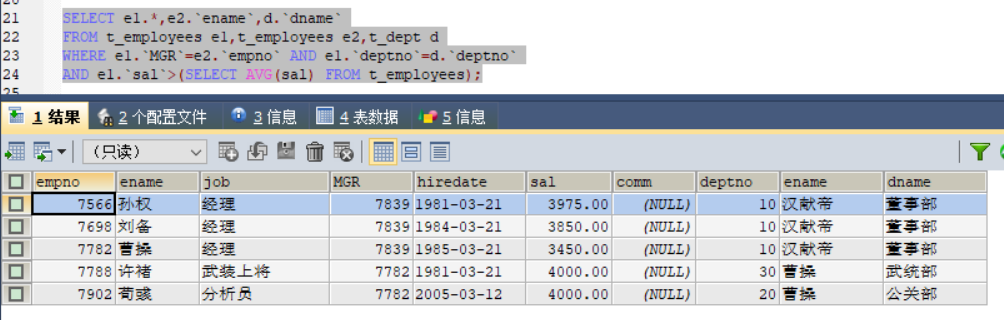 21 SELECT e1.*,e2.`ename`,d.`dname`
22 FROM t_employees e1,t_employees e2,t_dept d
23 WHERE e1.`MGR`=e2.`empno` AND e1.`deptno`=d.`deptno`
24 AND e1.`sal`>(SELECT AVG(sal) FROM t_employees);
25
1 结果 2 个配置文件 3 信息 4 表数据 5 信息
（只读）
empno ename job MGR hiredate sal comm deptno ename dname
7566 孙权 经理 7839 1981-03-21 3975.00 (NULL) 10 汉献帝 董事部
7698 刘备 经理 7839 1984-03-21 3850.00 (NULL) 10 汉献帝 董事部
7782 曹操 经理 7839 1985-03-21 3450.00 (NULL) 10 汉献帝 董事部
7788 许褚 武装上将 7782 1981-03-21 4000.00 (NULL) 30 曹操 武统部
7902 荀彧 分析员 7782 2005-03-12 4000.00 (NULL) 20 曹操 公关部